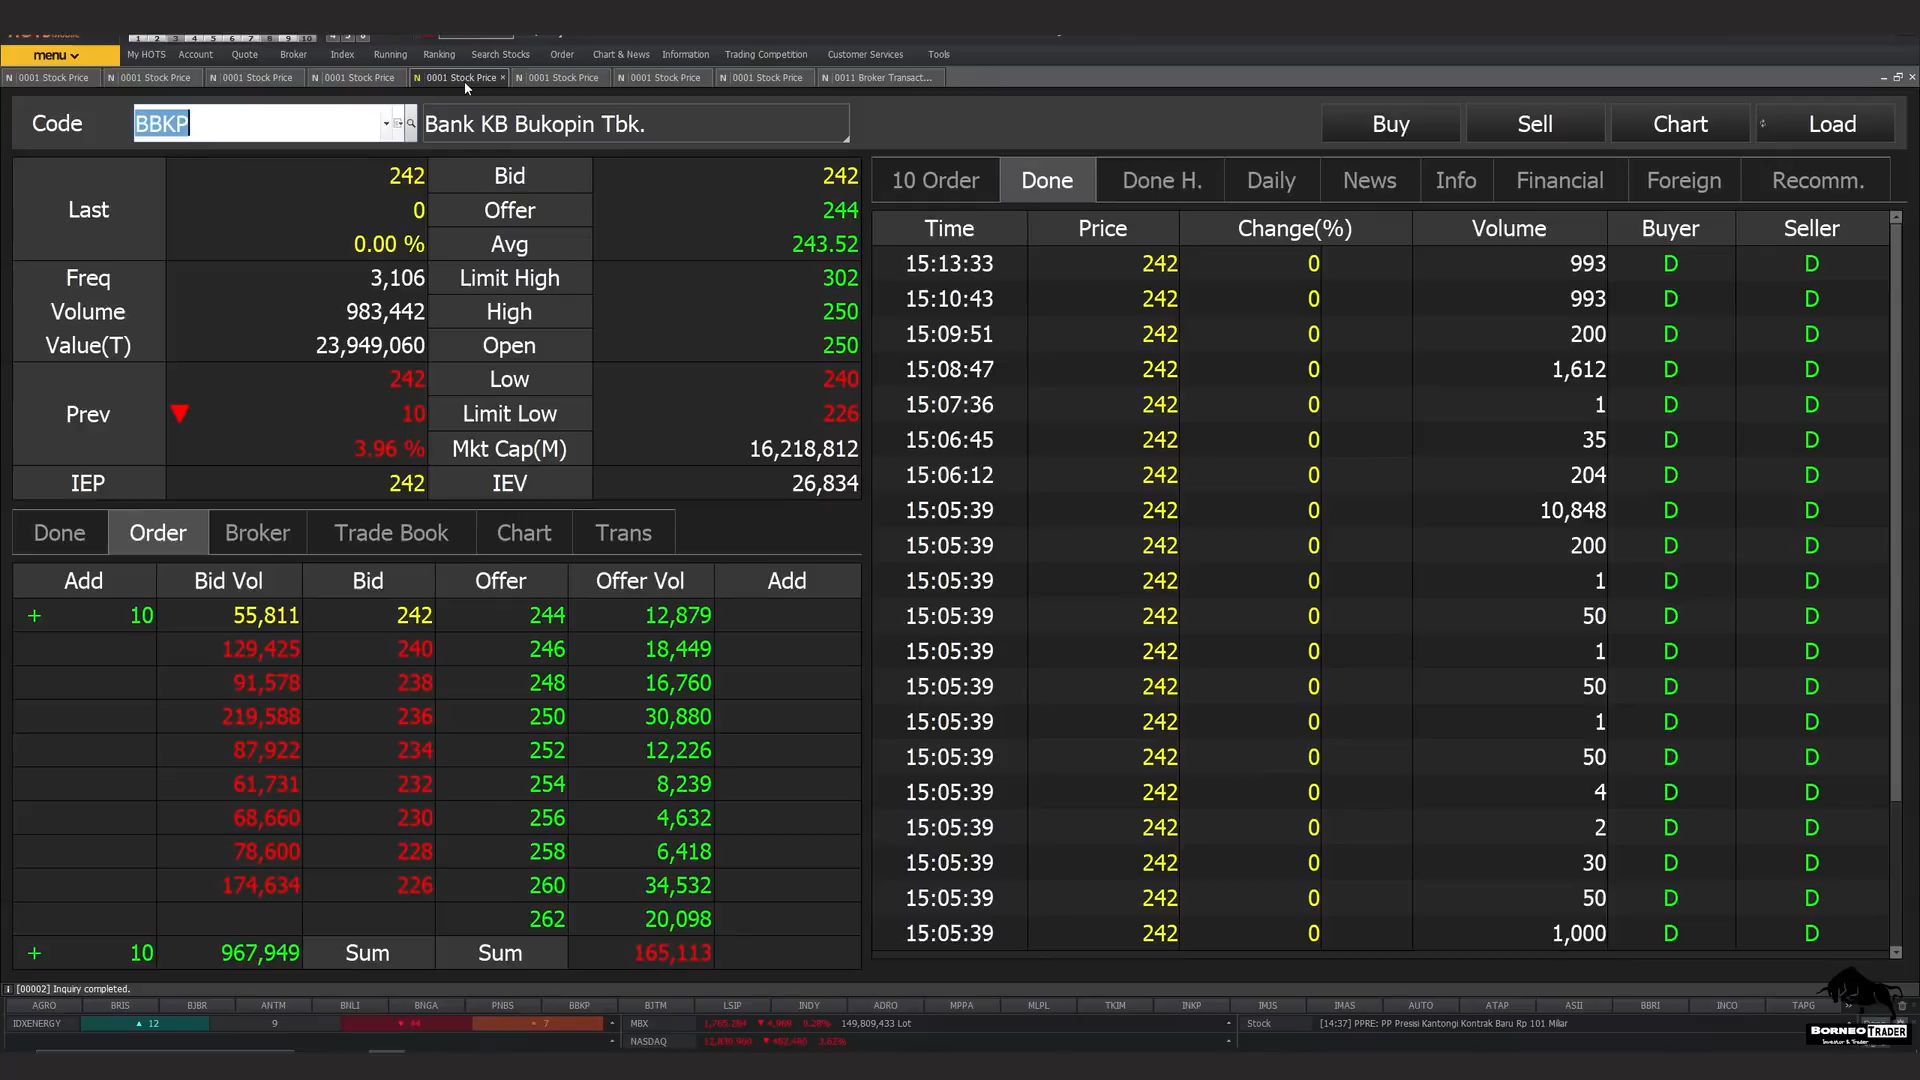 menu My HOTS Account Quote Broker Index Running Ranking Search Stocks Order Chart & News Information Trading Competition Customer Services Tools
N 0001 Stock Price N 0001 Stock Price N 0001 Stock Price N 0001 Stock Price N 0001 Stock Price × N 0001 Stock Price N 0001 Stock Price N 0001 Stock Price N 0011 Broker Transact...
Code BBKP Bank KB Bukopin Tbk. Buy Sell Chart Load
Last 242 Bid 242
0 Offer 244
0.00 % Avg 243.52
Freq 3,106 Limit High 302
Volume 983,442 High 250
Value(T) 23,949,060 Open 250
Prev 242 Low 240
▼ 10 Limit Low 226
3.96 % Mkt Cap(M) 16,218,812
IEP 242 IEV 26,834
Done Order Broker Trade Book Chart Trans
Add Bid Vol Bid Offer Offer Vol Add
+ 10 55,811 242 244 12,879
129,425 240 246 18,449
91,578 238 248 16,760
219,588 236 250 30,880
87,922 234 252 12,226
61,731 232 254 8,239
68,660 230 256 4,632
78,600 228 258 6,418
174,634 226 260 34,532
262 20,098
+ 10 967,949 Sum Sum 165,113
10 Order Done Done H. Daily News Info Financial Foreign Recomm.
Time Price Change(%) Volume Buyer Seller
15:13:33 242 0 993 D D
15:10:43 242 0 993 D D
15:09:51 242 0 200 D D
15:08:47 242 0 1,612 D D
15:07:36 242 0 1 D D
15:06:45 242 0 35 D D
15:06:12 242 0 204 D D
15:05:39 242 0 10,848 D D
15:05:39 242 0 200 D D
15:05:39 242 0 1 D D
15:05:39 242 0 50 D D
15:05:39 242 0 1 D D
15:05:39 242 0 50 D D
15:05:39 242 0 1 D D
15:05:39 242 0 50 D D
15:05:39 242 0 4 D D
15:05:39 242 0 2 D D
15:05:39 242 0 30 D D
15:05:39 242 0 50 D D
15:05:39 242 0 1,000 D D
[00002] Inquiry completed.
AGRO BRIS BJBR ANTM BNLI BNGA PNBS BBKP BJTM LSIP INDY ADRO MPPA MLPL TKIM INKP IMJS IMAS AUTO ATAP ASII BBRI INCO TAPG
IDXENERGY ▲ 12 9 ▼ 44 7 MBX 1,765,264 ▼ 4,969 0.28% 149,809,433 Lot Stock [14:37] PPRE: PP Presisi Kantongi Kontrak Baru Rp 101 Miliar
NASDAQ 3.62%
BORNEO TRADER
Investor & Trader